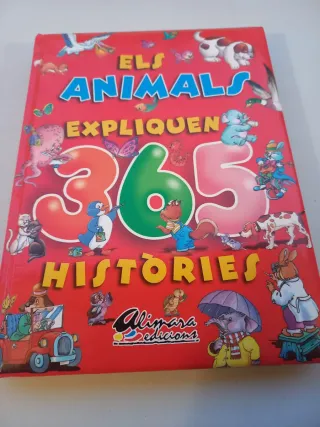 ELS
ANIMALS
EXPLIQUEN
365
HISTÒRIES
Alimara
edicions